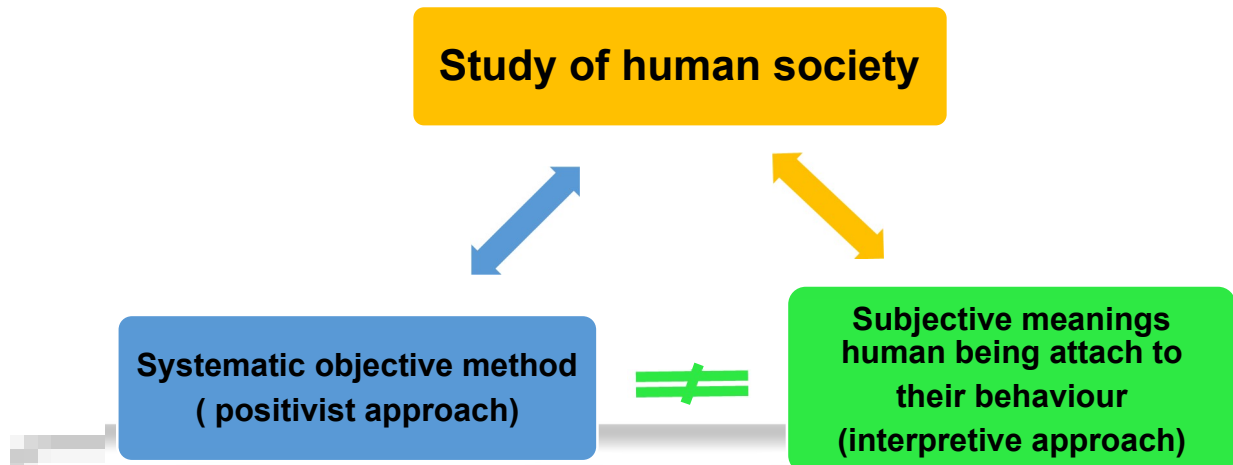 Study of human society
Systematic objective method
( positivist approach)
Subjective meanings
human being attach to
their behaviour
(interpretive approach)